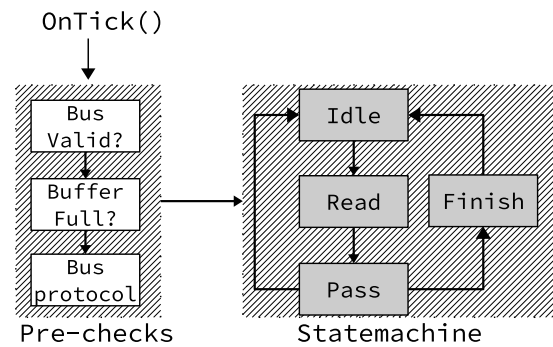 OnTick()
Bus
Valid?
Buffer
Full?
Bus
protocol
Pre-checks
Idle
Read
Finish
Pass
Statemachine